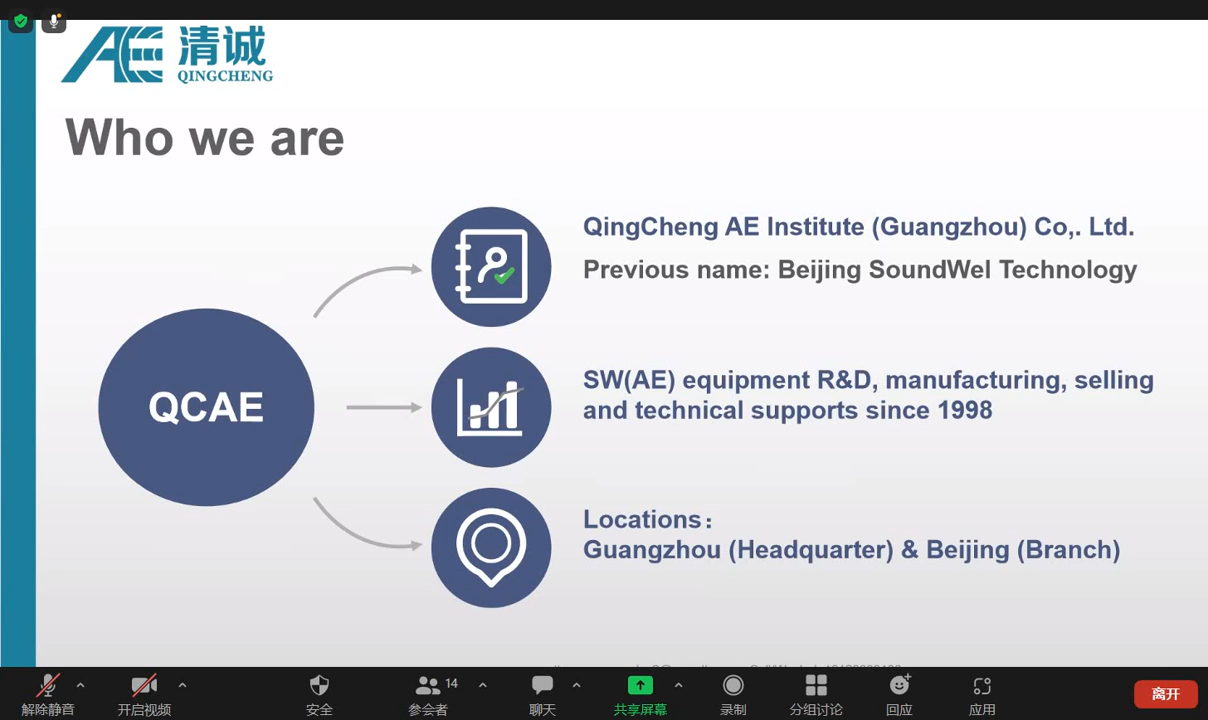 清诚
QINGCHENG
Who we are
QCAE
QingCheng AE Institute (Guangzhou) Co,. Ltd.
Previous name: Beijing SoundWel Technology
SW(AE) equipment R&D, manufacturing, selling
and technical supports since 1998
Locations：
Guangzhou (Headquarter) & Beijing (Branch)
解除静音
开启视频
安全
14
参会者
聊天
共享屏幕
录制
分组讨论
回应
应用
离开